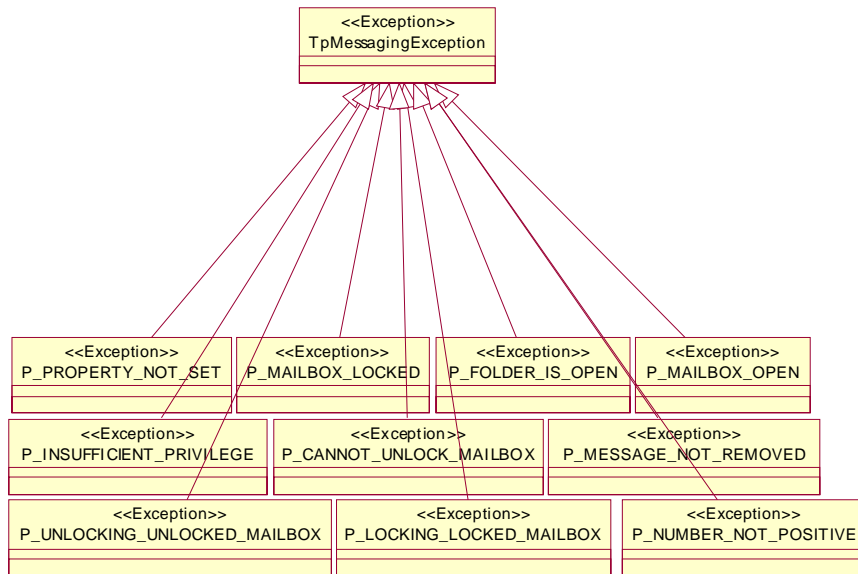 <<Exception>>
TpMessagingException
<<Exception>>
P_PROPERTY_NOT_SET
<<Exception>>
P_MAILBOX_LOCKED
<<Exception>>
P_FOLDER_IS_OPEN
<<Exception>>
P_MAILBOX_OPEN
<<Exception>>
P_INSUFFICIENT_PRIVILEGE
<<Exception>>
P_CANNOT_UNLOCK_MAILBOX
<<Exception>>
P_MESSAGE_NOT_REMOVED
<<Exception>>
P_UNLOCKING_UNLOCKED_MAILBOX
<<Exception>>
P_LOCKING_LOCKED_MAILBOX
<<Exception>>
P_NUMBER_NOT_POSITIVE